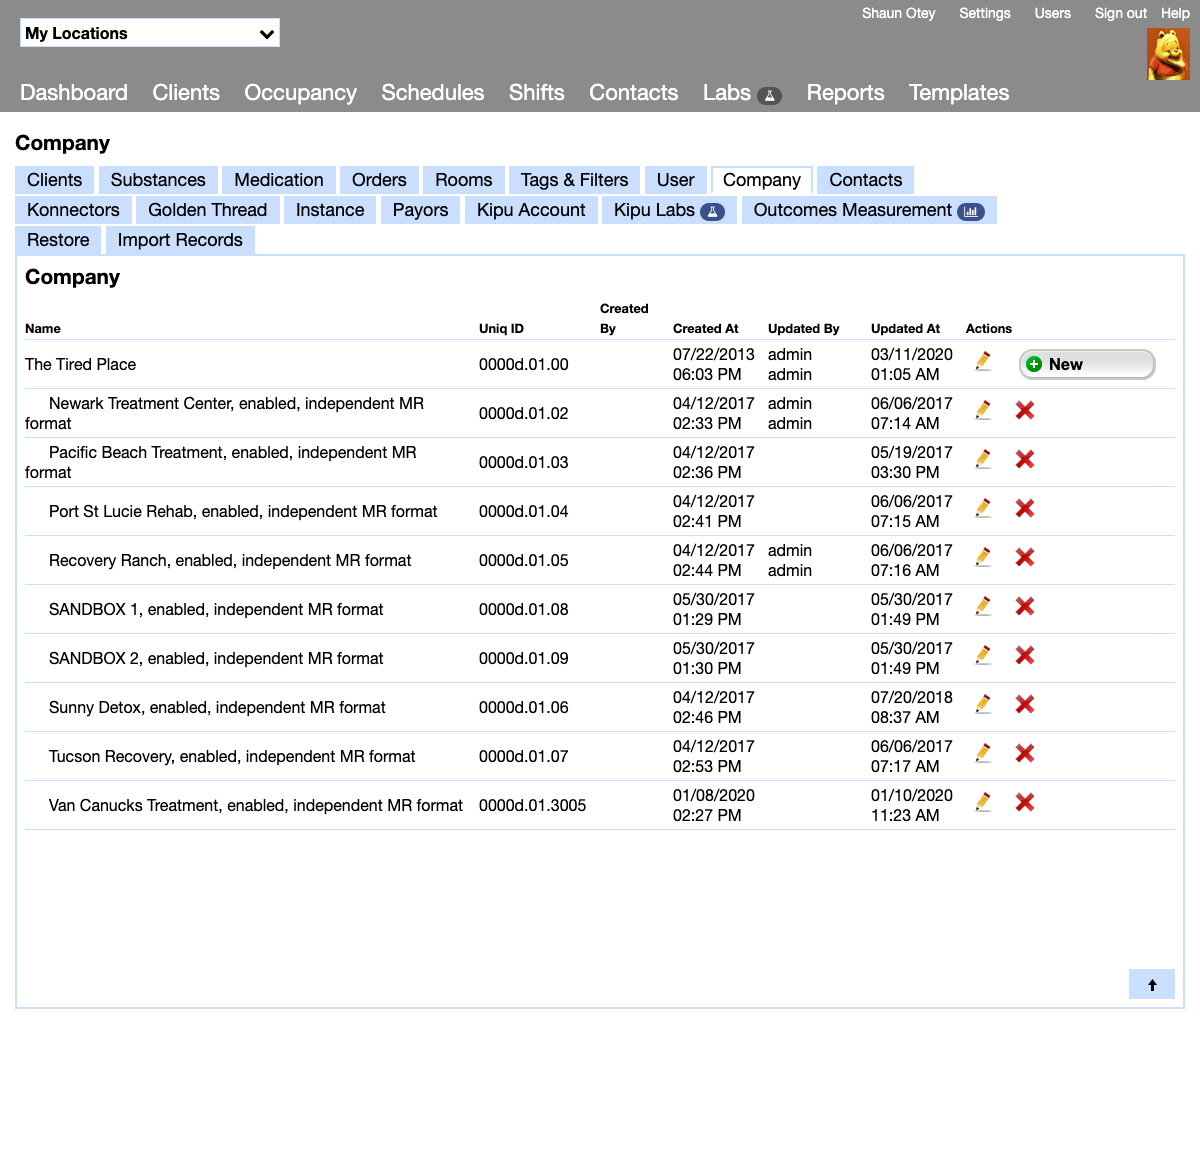 Shaun Otey Settings Users Sign out Help
My Locations
Dashboard Clients Occupancy Schedules Shifts Contacts Labs Reports Templates
Company
Clients Substances Medication Orders Rooms Tags & Filters User Company Contacts
Konnectors Golden Thread Instance Payors Kipu Account Kipu Labs Outcomes Measurement
Restore Import Records
Company
Created
Name Uniq ID By Created At Updated By Updated At Actions
07/22/2013 admin 03/11/2020
The Tired Place 0000d.01.00 New
06:03 PM admin 01:05 AM
Newark Treatment Center, enabled, independent MR 04/12/2017 admin 06/06/2017
0000d.01.02
format 02:33 PM admin 07:14 AM
Pacific Beach Treatment, enabled, independent MR 04/12/2017 05/19/2017
0000d.01.03
format 02:36 PM 03:30 PM
04/12/2017 06/06/2017
Port St Lucie Rehab, enabled, independent MR format 0000d.01.04
02:41 PM 07:15 AM
04/12/2017 admin 06/06/2017
Recovery Ranch, enabled, independent MR format 0000d.01.05
02:44 PM admin 07:16 AM
05/30/2017 05/30/2017
SANDBOX 1, enabled, independent MR format 0000d.01.08
01:29 PM 01:49 PM
05/30/2017 05/30/2017
SANDBOX 2, enabled, independent MR format 0000d.01.09
01:30 PM 01:49 PM
04/12/2017 07/20/2018
Sunny Detox, enabled, independent MR format 0000d.01.06
02:46 PM 08:37 AM
04/12/2017 06/06/2017
Tucson Recovery, enabled, independent MR format 0000d.01.07
02:53 PM 07:17 AM
01/08/2020 01/10/2020
Van Canucks Treatment, enabled, independent MR format 0000d.01.3005
02:27 PM 11:23 AM